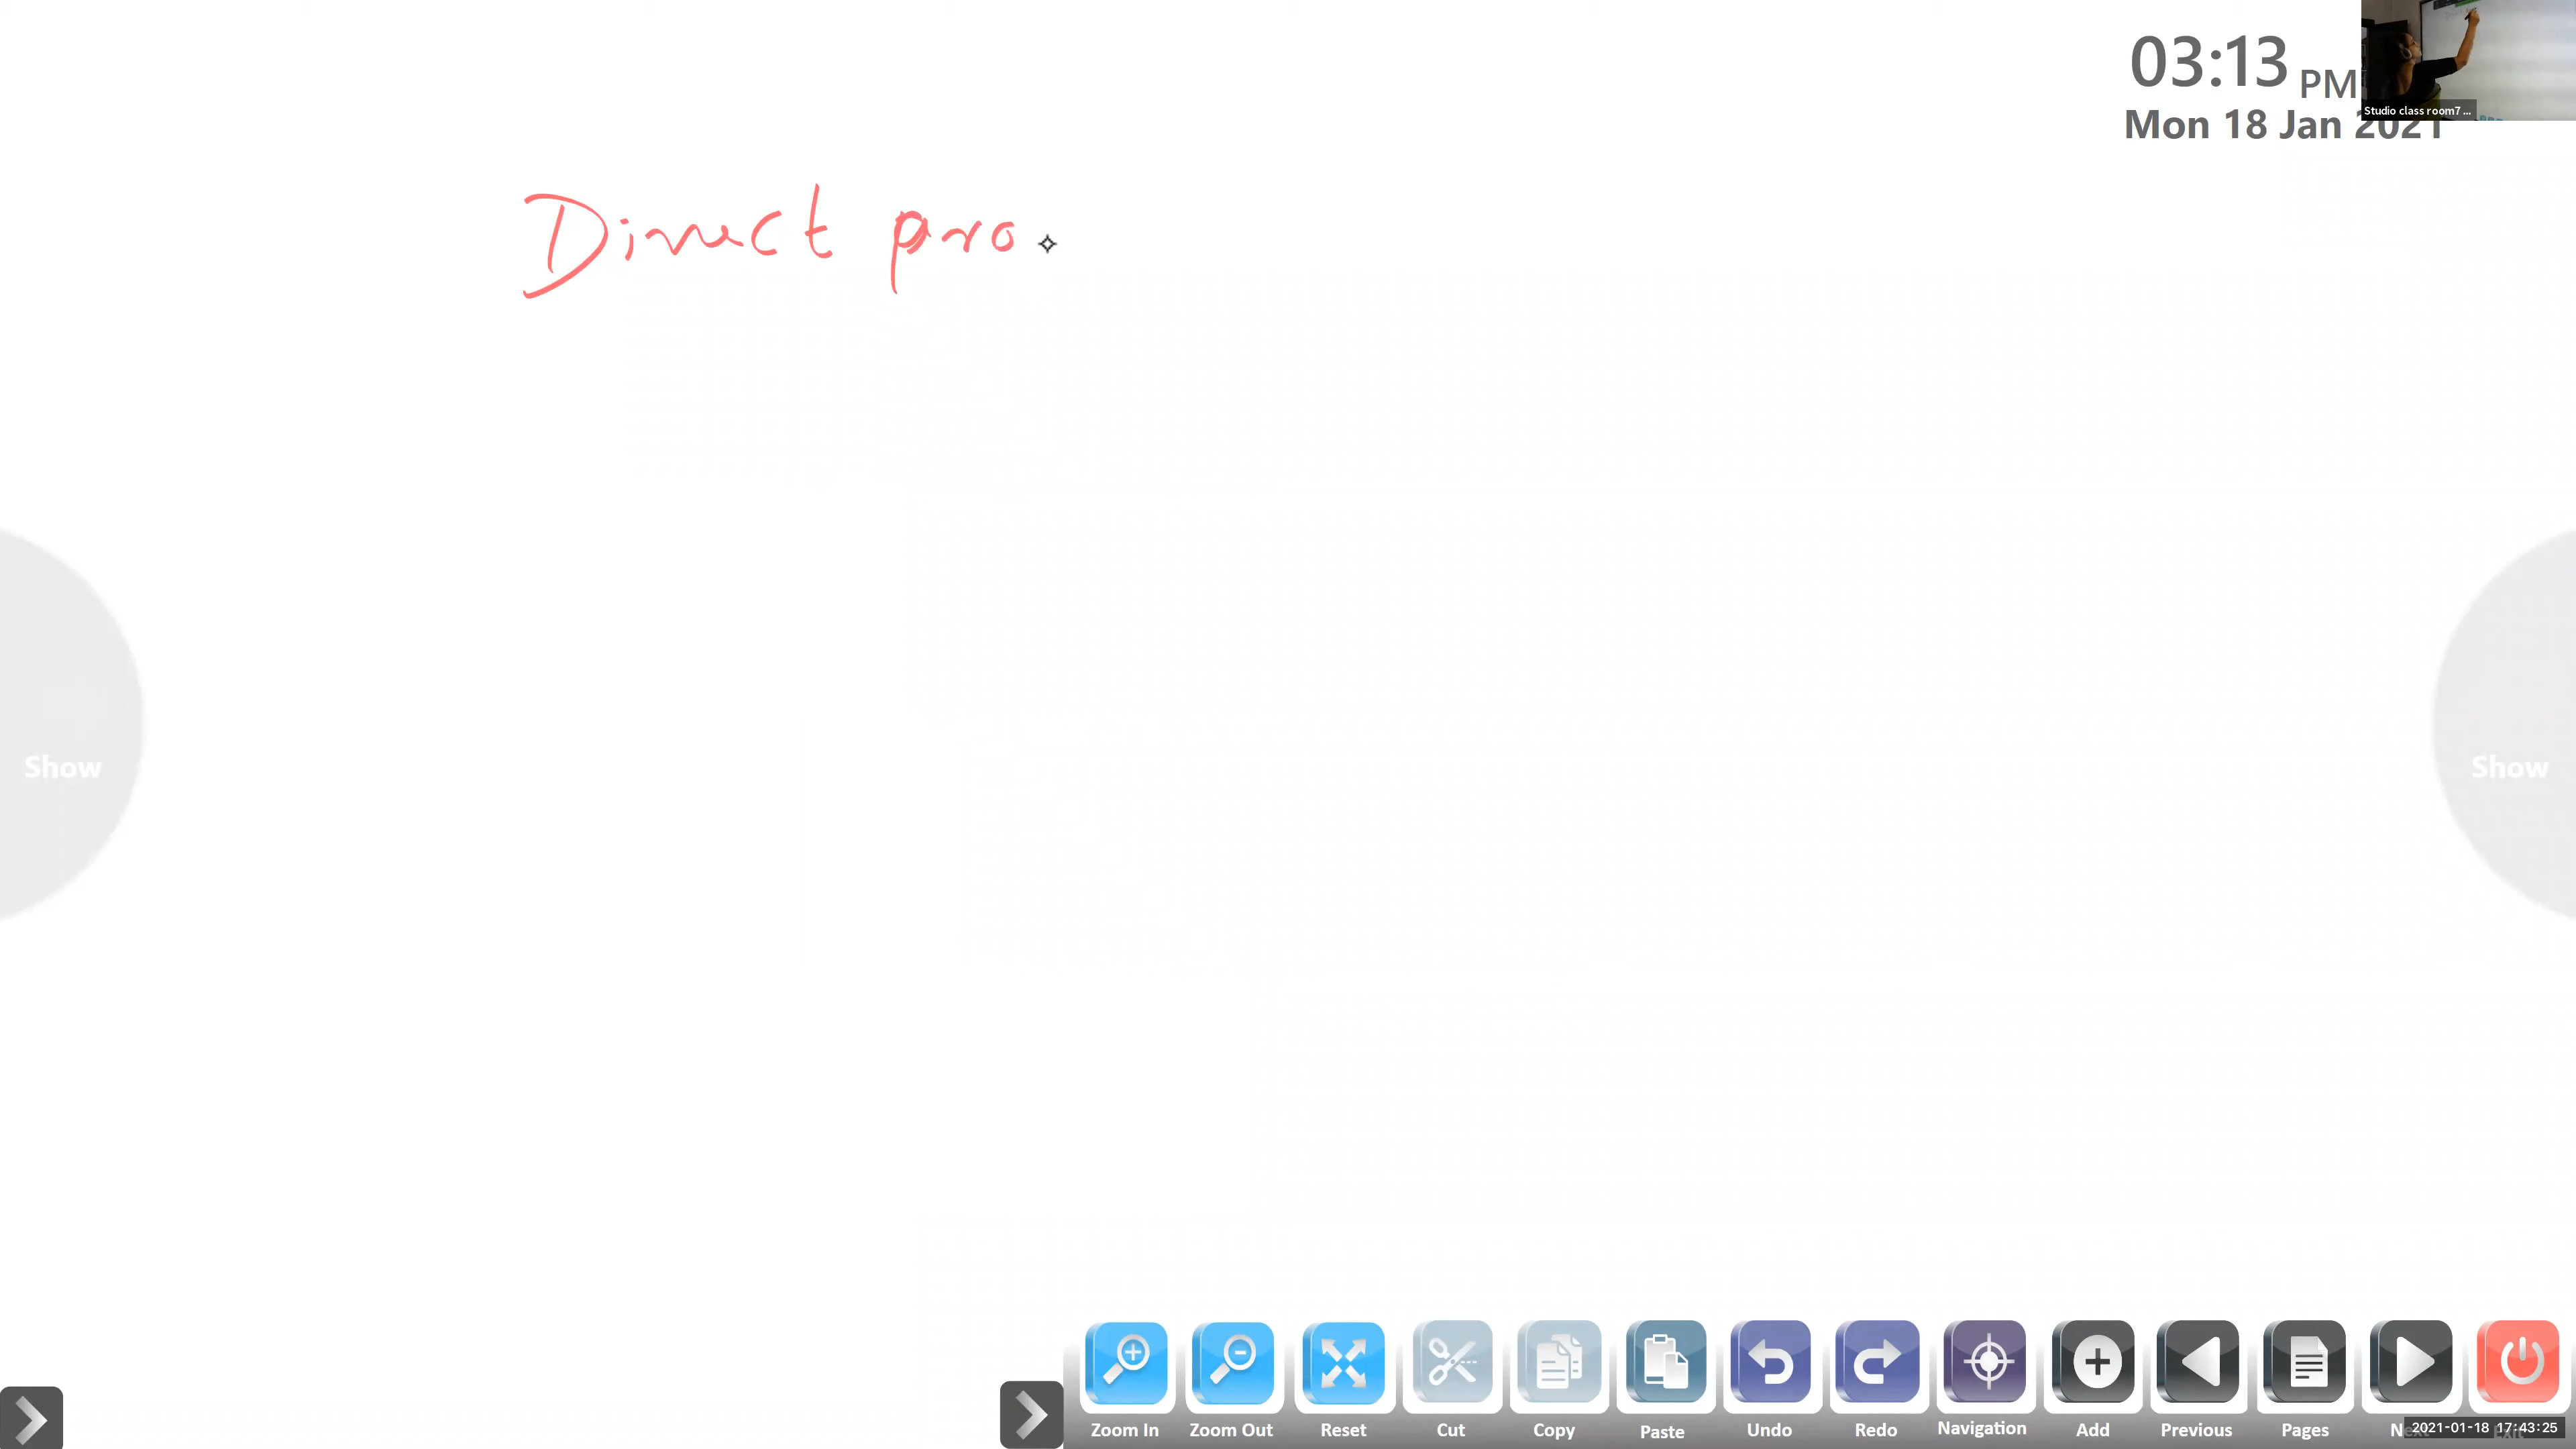 03:13 PM
Mon 18 Jan 2021
Studio class room7 ...
Direct pro
Show
Show
Zoom In
Zoom Out
Reset
Cut
Copy
Paste
Undo
Redo
Navigation
Add
Previous
Pages
2021-01-18 17:43:25